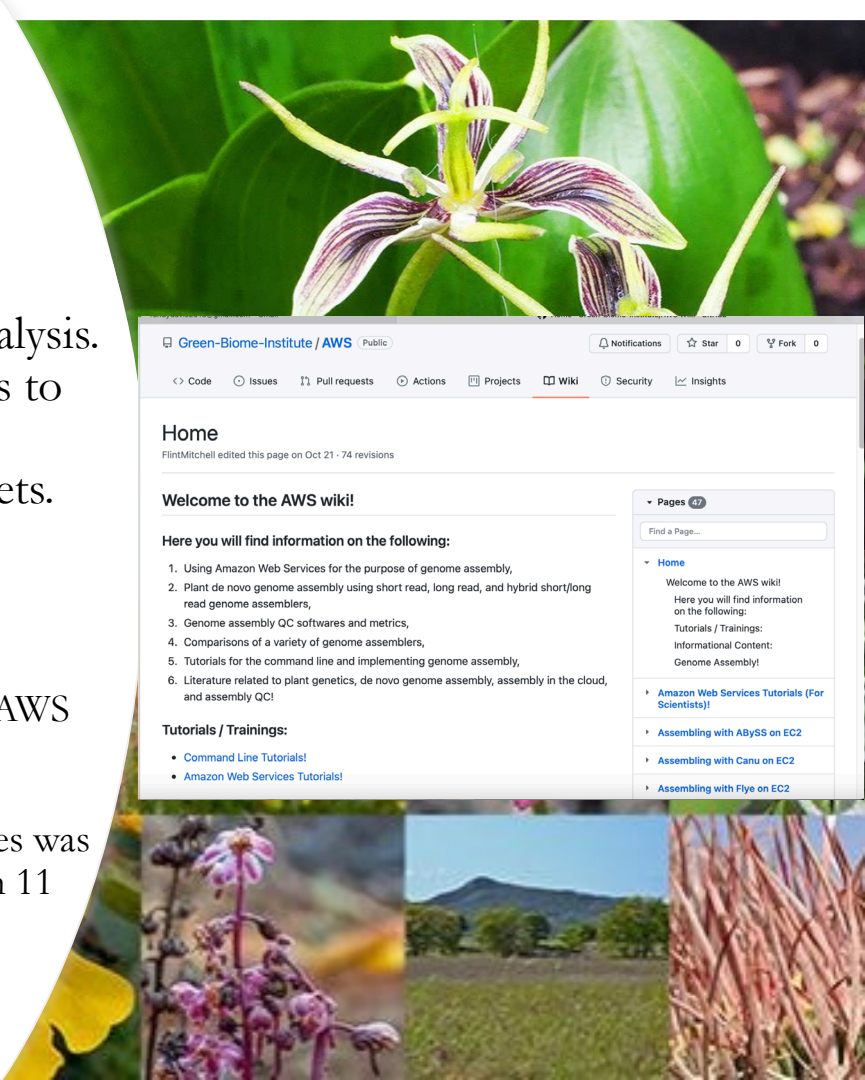 alysis.
s to
ets.
AWS
es was
n 11
Green-Biome-Institute / AWS Public
Notifications Star 0 Fork 0
Code Issues Pull requests Actions Projects Wiki Security Insights
Home
FlintMitchell edited this page on Oct 21 · 74 revisions
Welcome to the AWS wiki!
Here you will find information on the following:
1. Using Amazon Web Services for the purpose of genome assembly,
2. Plant de novo genome assembly using short read, long read, and hybrid short/long
read genome assemblers,
3. Genome assembly QC softwares and metrics,
4. Comparisons of a variety of genome assemblers,
5. Tutorials for the command line and implementing genome assembly,
6. Literature related to plant genetics, de novo genome assembly, assembly in the cloud,
and assembly QC!
Tutorials / Trainings:
• Command Line Tutorials!
• Amazon Web Services Tutorials!
Pages 47
Find a Page...
Home
Welcome to the AWS wiki!
Here you will find information
on the following:
Tutorials / Trainings:
Informational Content:
Genome Assembly!
Amazon Web Services Tutorials (For
Scientists)!
Assembling with ABySS on EC2
Assembling with Canu on EC2
Assembling with Flye on EC2